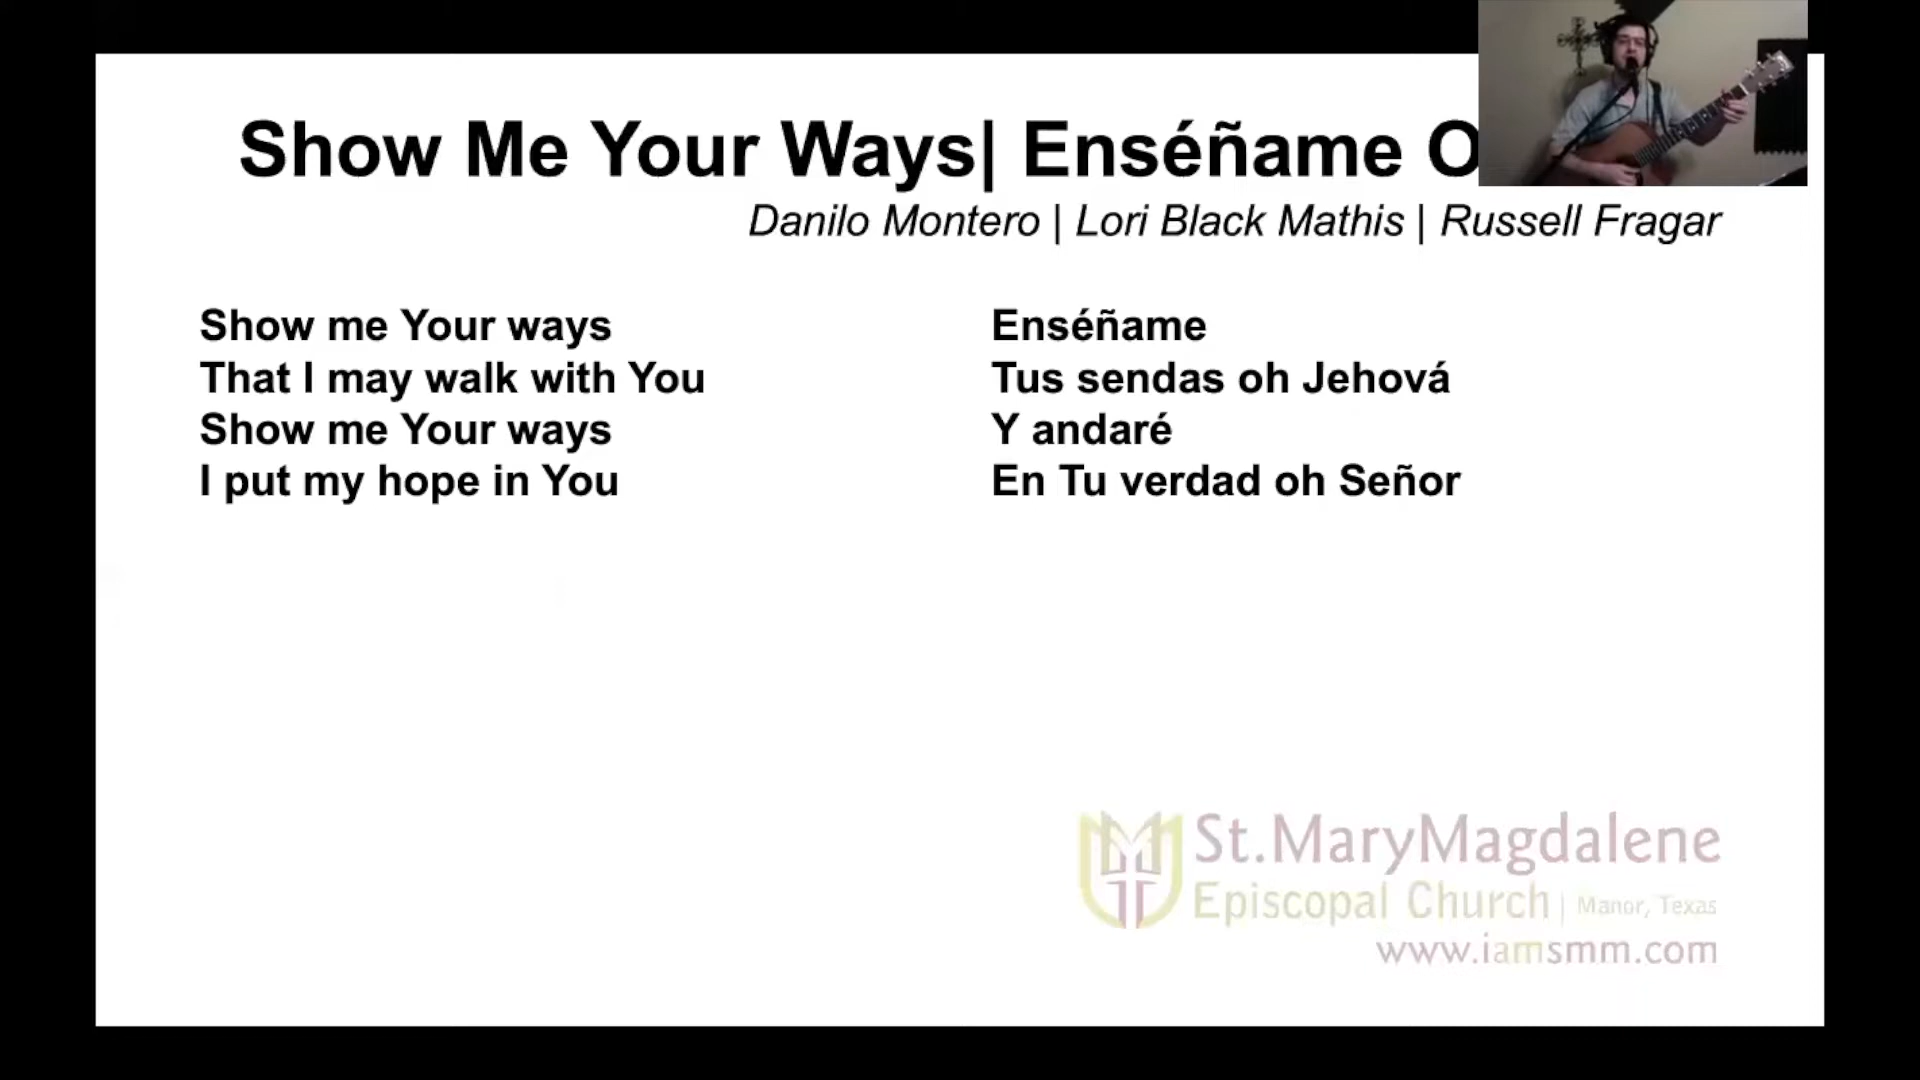 Show Me Your Ways| Enséñame
Danilo Montero | Lori Black Mathis | Russell Fragar
Show me Your ways
That I may walk with You
Show me Your ways
I put my hope in You
Enséñame
Tus sendas oh Jehová
Y andaré
En Tu verdad oh Señor
St.MaryMagdalene
Episcopal Church | Manor, Texas
www.iamsmm.com